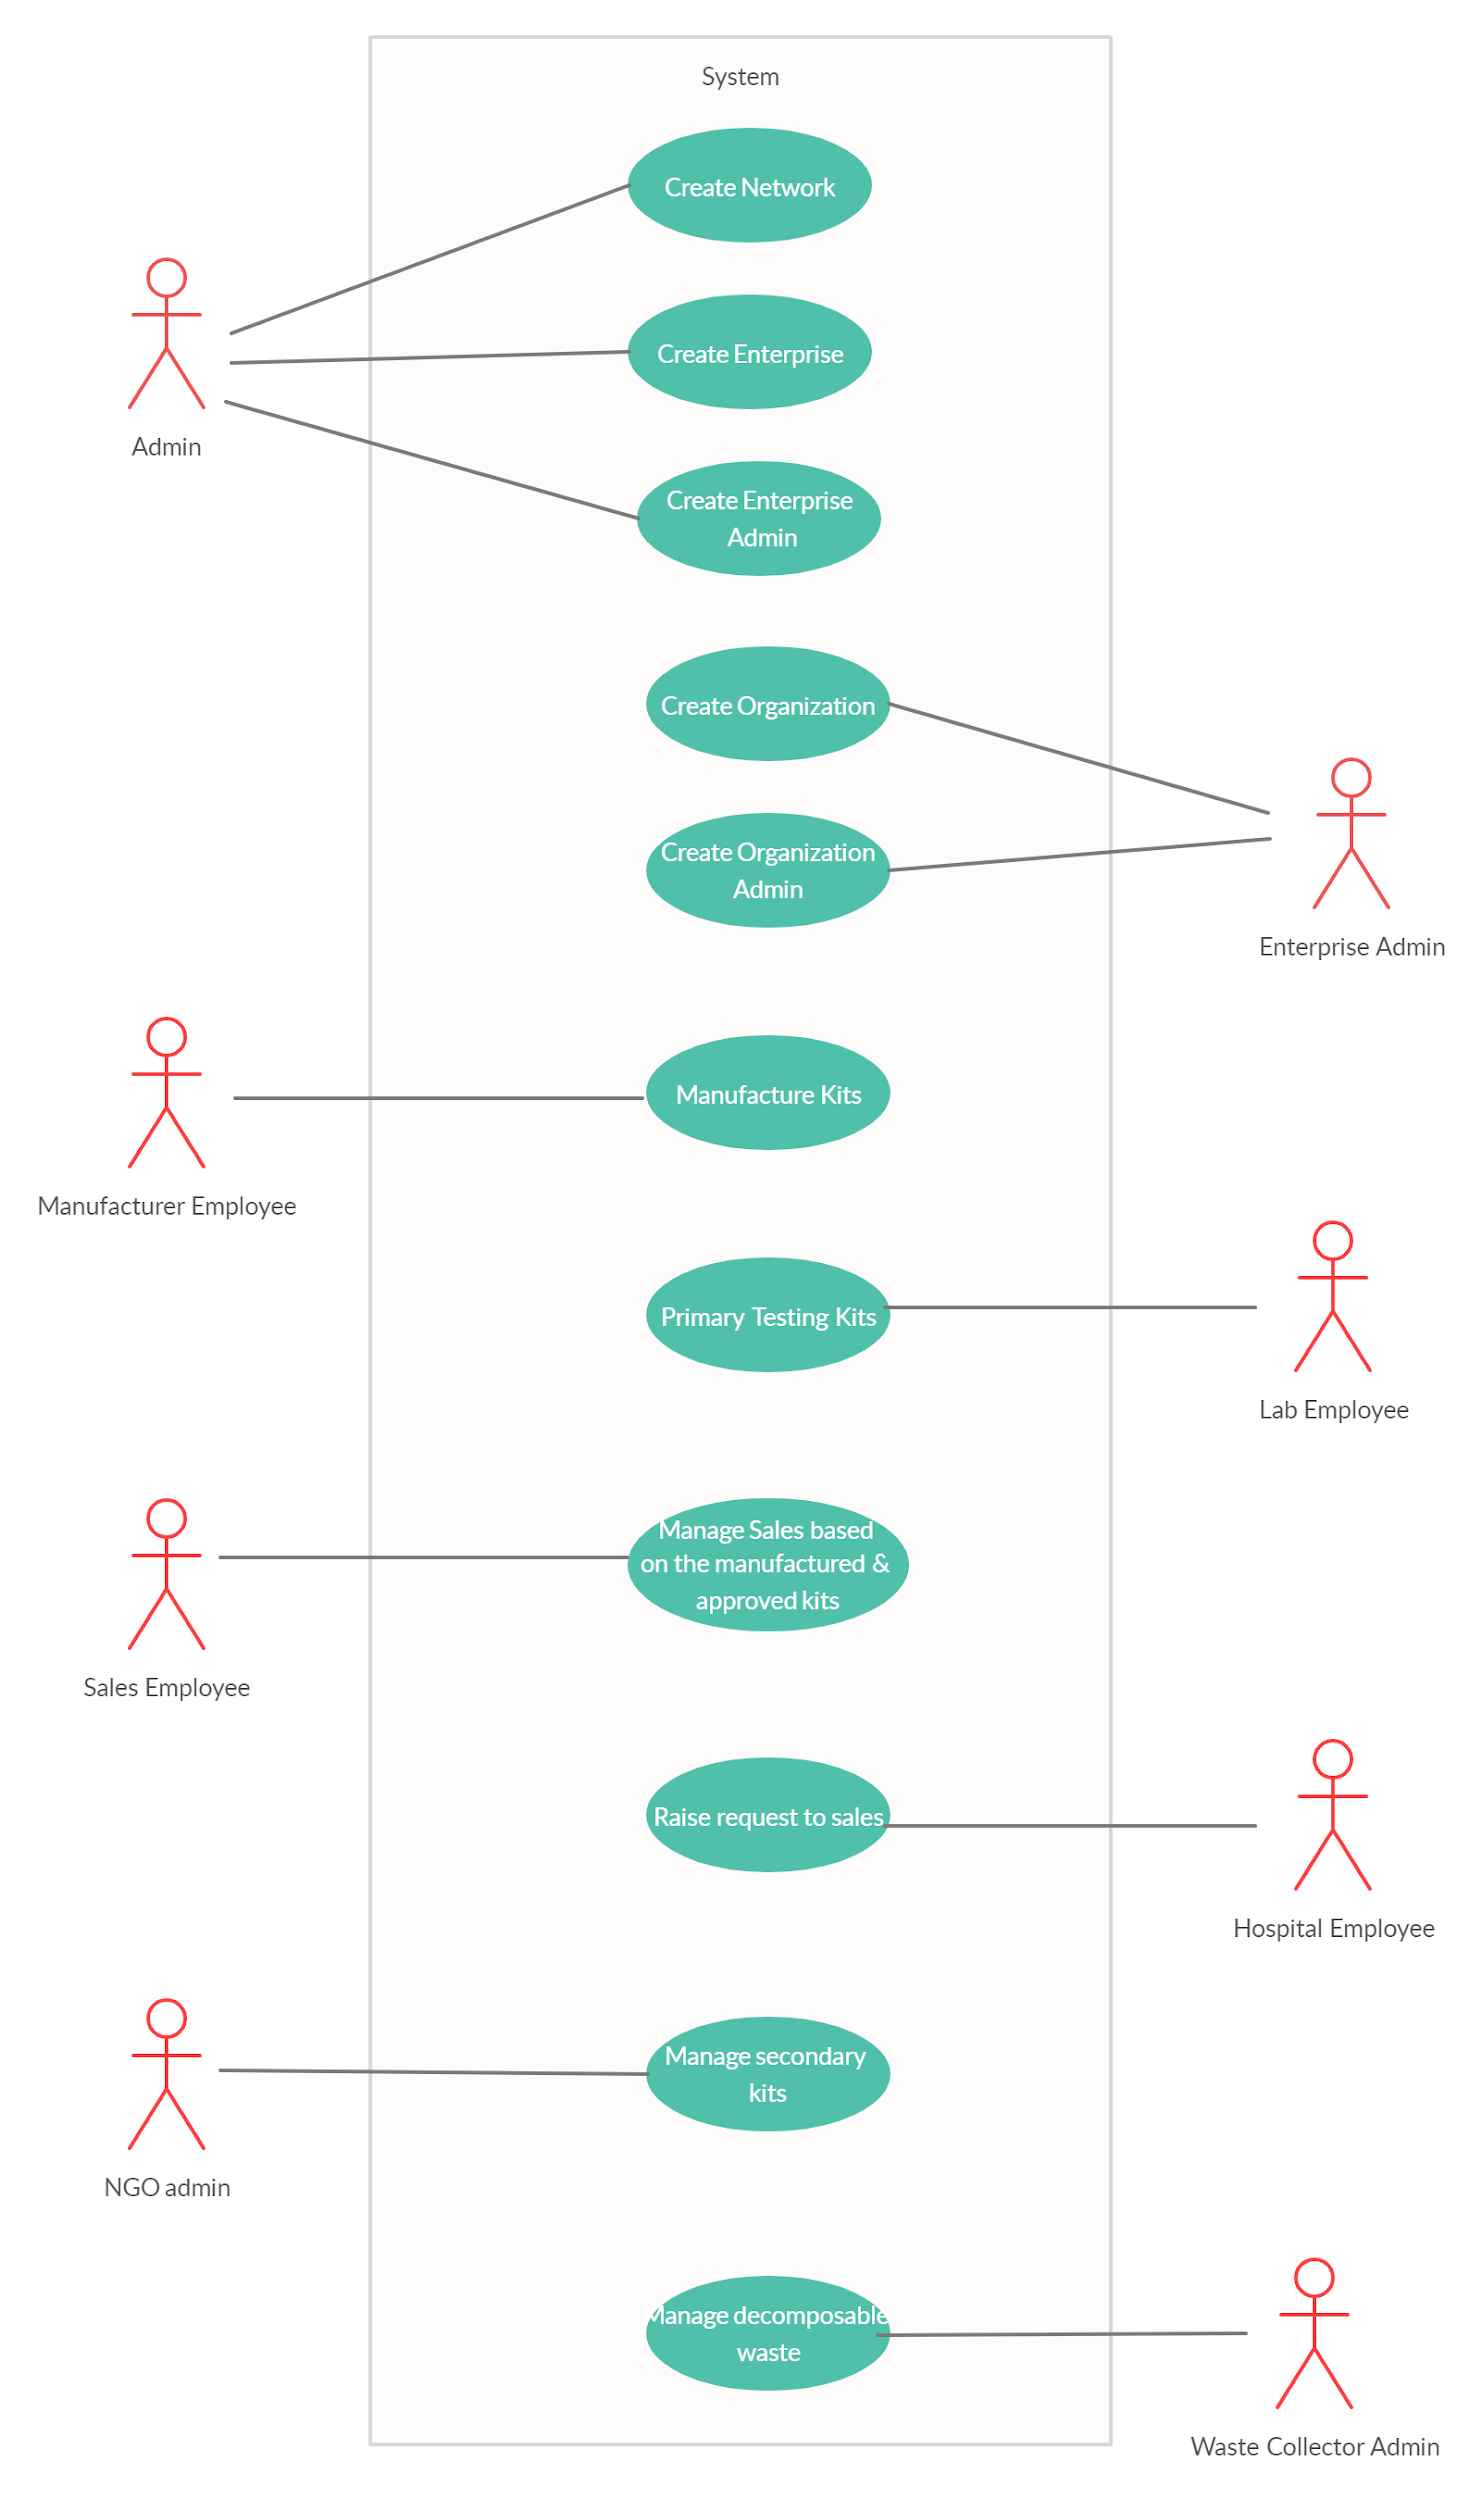 System
Create Network
Create Enterprise
Admin
Create Enterprise
Admin
Create Organization
Create Organization
Admin
Enterprise Admin
Manufacture Kits
Manufacturer Employee
Primary Testing Kits
Lab Employee
Manage Sales based
on the manufactured &
approved kits
Sales Employee
Raise request to sales
Hospital Employee
Manage secondary
kits
NGO admin
Manage decomposable
waste
Waste Collector Admin